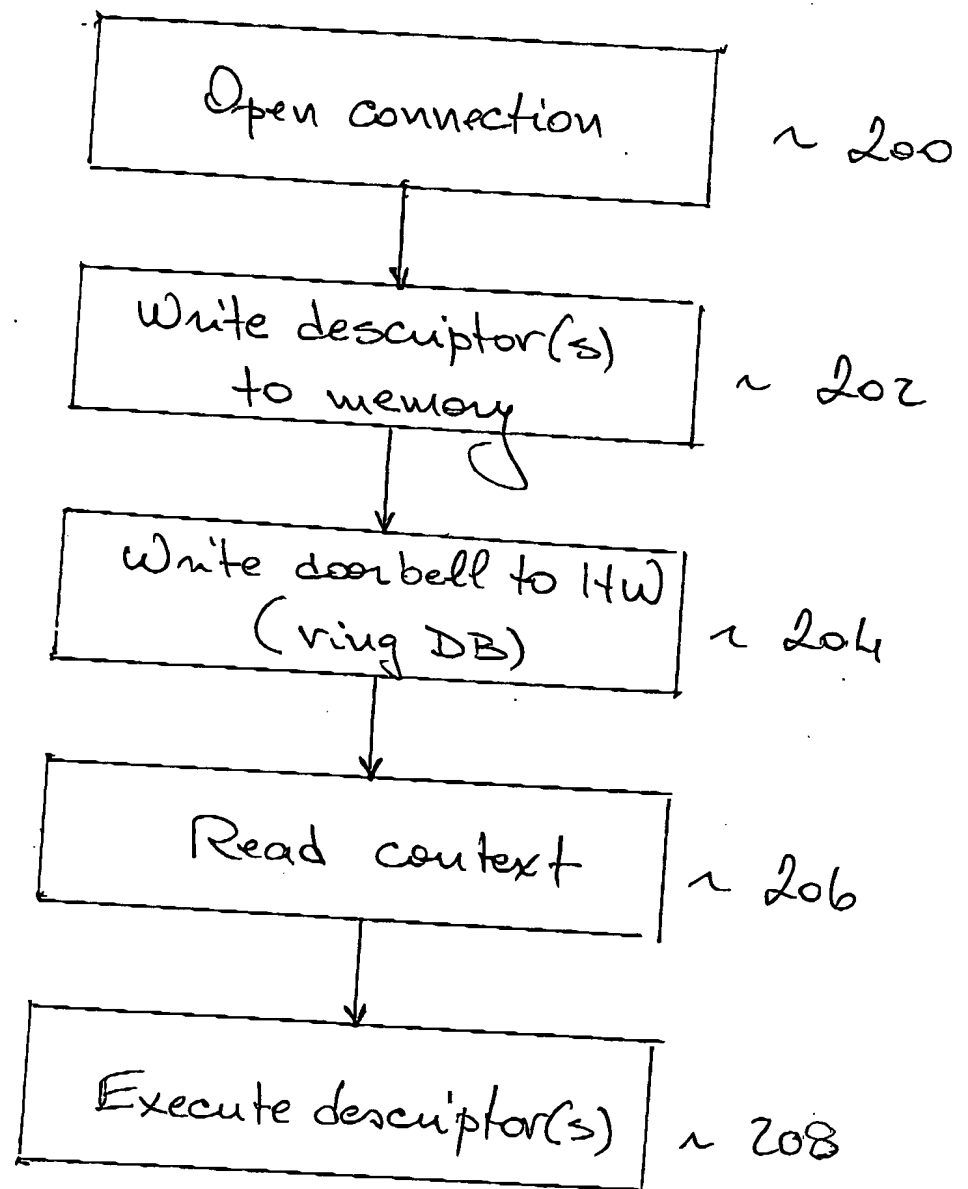 Open connection
~ 200
Write descriptor(s)
to memory
~ 202
Write doorbell to HW
(ring DB)
~ 204
Read context
~ 206
Execute descriptor(s)
~ 208